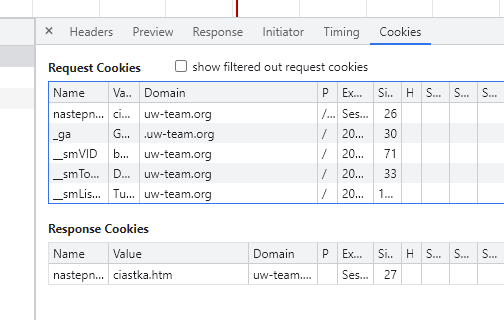 × Headers Preview Response Initiator Timing Cookies
Request Cookies show filtered out request cookies
Name Va.. Domain P Ex... Si... H S... S... S...
nastepn... ci... uw-team.org /... Ses... 26
_ga G... .uw-team.org / 20... 30
__smVID b... uw-team.org / 20... 71
__smTo... D... uw-team.org / 20... 33
__smLis... Tu... uw-team.org / 20... 1...
Response Cookies
Name Value Domain P Ex... Si... H S... S... S...
nastepn... ciastka.htm uw-team.... Ses... 27